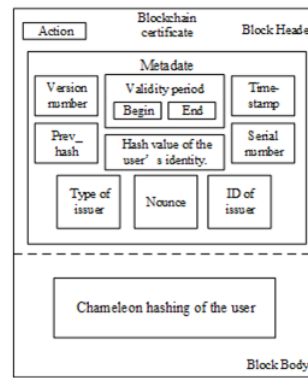 Action
Blockchain
certificate
Block Heade
Metadate
Version
number
Validity period
Begin
End
Time-
stamp
Prev_
hash
Hash value of the
user's identity.
Serial
number
Type of
issuer
Nounce
ID of
issuer
Chameleon hashing of the user
Block Body